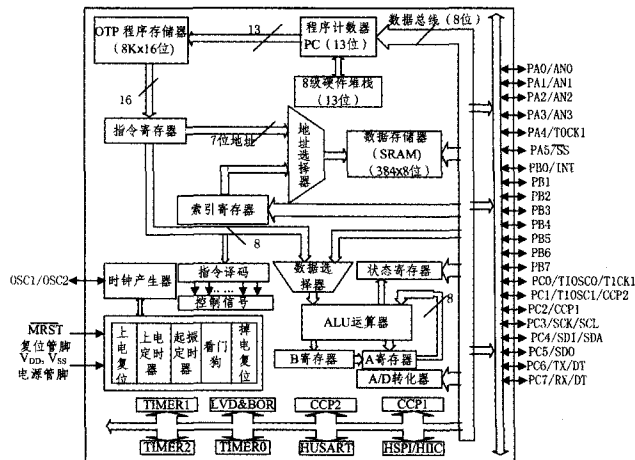 OTP 程序存储器
(8K×16位)
13
程序计数器
PC (13位)
数据总线 (8位)
8级硬件堆栈
(13位)
16
指令寄存器
7位地址
地址选择器
数据存储器
(SRAM)
(384×8位)
索引寄存器
8
OSC1/OSC2
时钟产生器
指令译码
控制信号
数据选择器
状态寄存器
8
ALU运算器
B寄存器
A寄存器
A/D转化器
MRST
复位管脚
VDD, VSS
电源管脚
上电复位
上电定时器
起振定时器
看门狗
掉电复位
TIMER1
LVD&BOR
CCP2
CCP1
TIMER2
TIMER0
HUSART
HSPI/HIIC
PA0/AN0
PA1/AN1
PA2/AN2
PA3/AN3
PA4/TOCK1
PA5/SS
PB0/INT
PB1
PB2
PB3
PB4
PB5
PB6
PB7
PC0/TIOSCO/T1CK1
PC1/TIOSC1/CCP2
PC2/CCP1
PC3/SCK/SCL
PC4/SDI/SDA
PC5/SDO
PC6/TX/DT
PC7/RX/DT